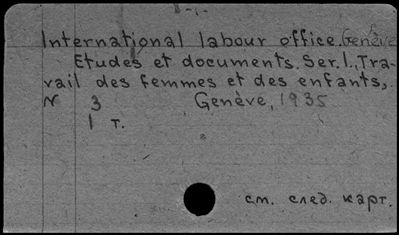 International labour office. Genève
Etudes et documents. Ser. I., Tra-
vail des femmes et des enfants,
N 3 Genève, 1935
1 т.
см. след. карт.